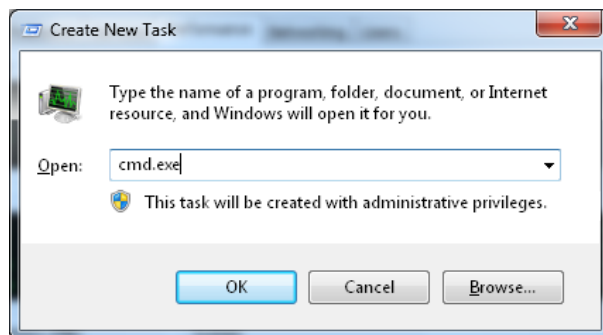 Create New Task
Type the name of a program, folder, document, or Internet
resource, and Windows will open it for you.
Open: cmd.exe
This task will be created with administrative privileges.
OK Cancel Browse...